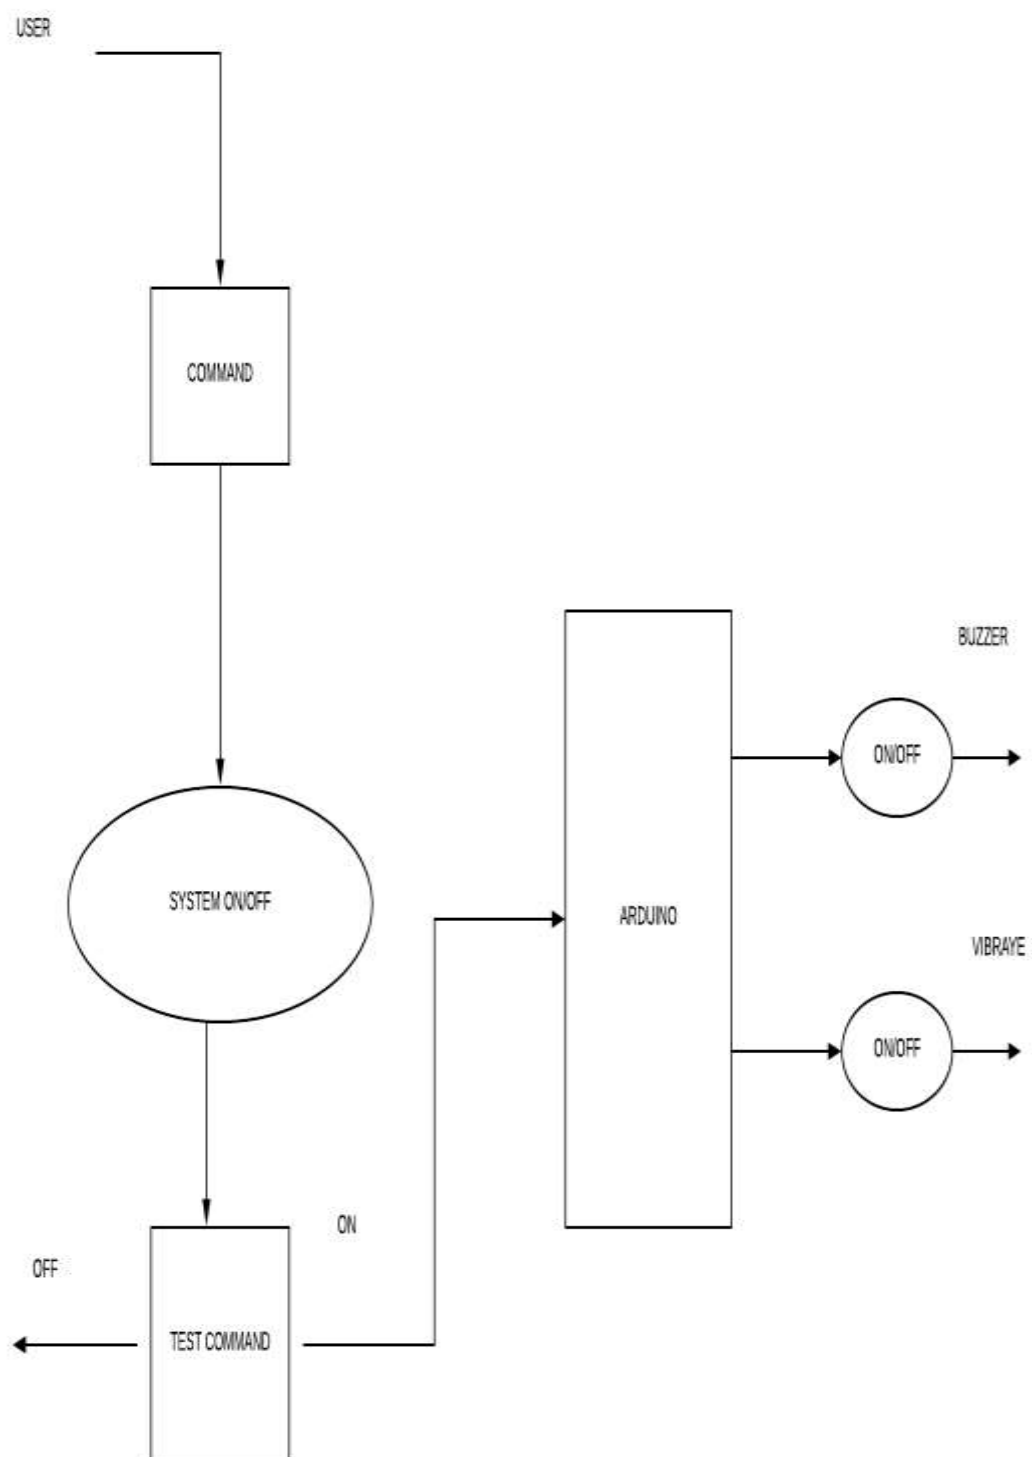 USER
COMMAND
SYSTEM ON/OFF
TEST COMMAND
OFF
ON
ARDUINO
BUZZER
ON/OFF
VIBRAYE
ON/OFF